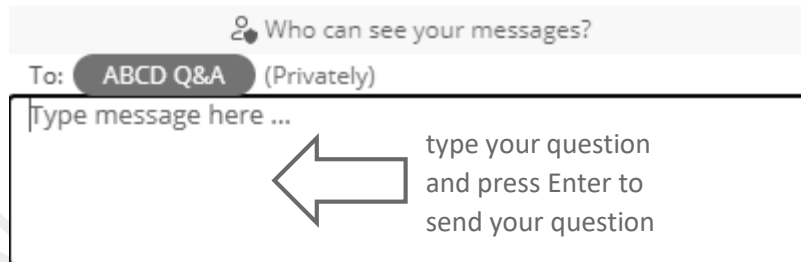 Who can see your messages?
To: ABCD Q&A (Privately)
Type message here ...
type your question
and press Enter to
send your question